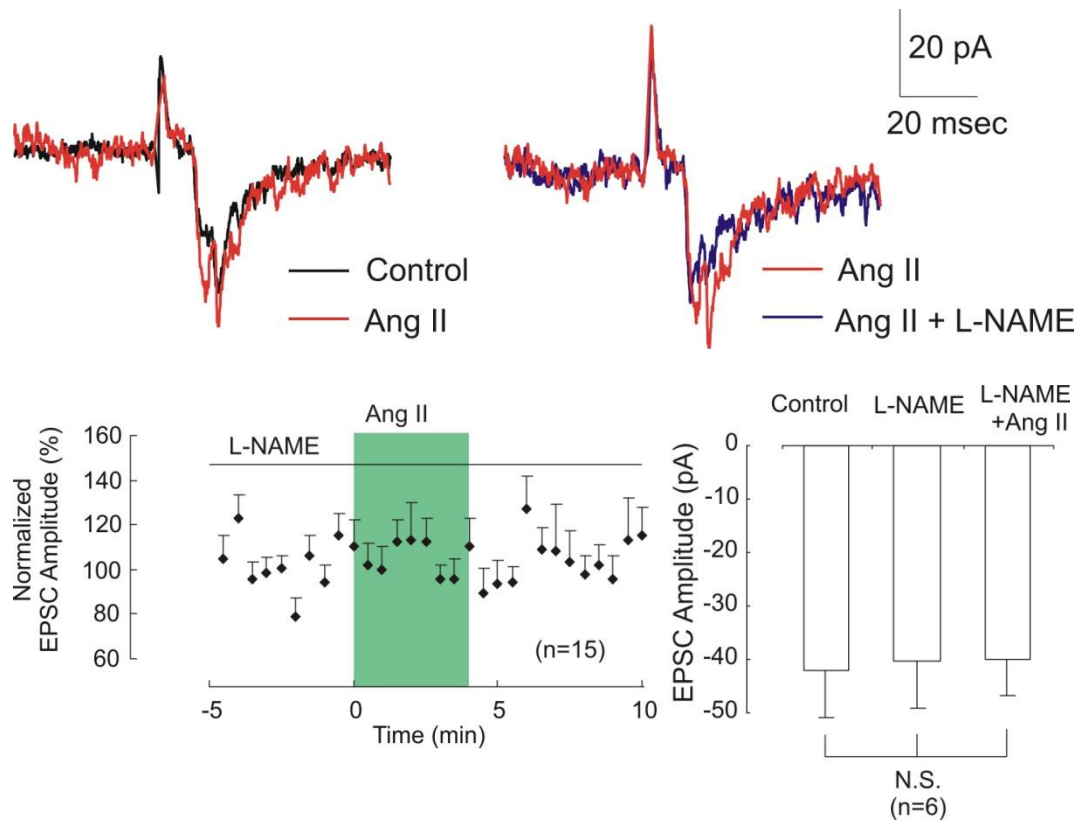 20 pA
20 msec
Control
Ang II
Ang II
Ang II + L-NAME
Normalized
EPSC Amplitude (%)
160
140
120
100
80
60
L-NAME
Ang II
(n=15)
-5
0
5
10
Time (min)
Control
L-NAME
L-NAME
+Ang II
EPSC Amplitude (pA)
0
-10
-20
-30
-40
-50
N.S.
(n=6)